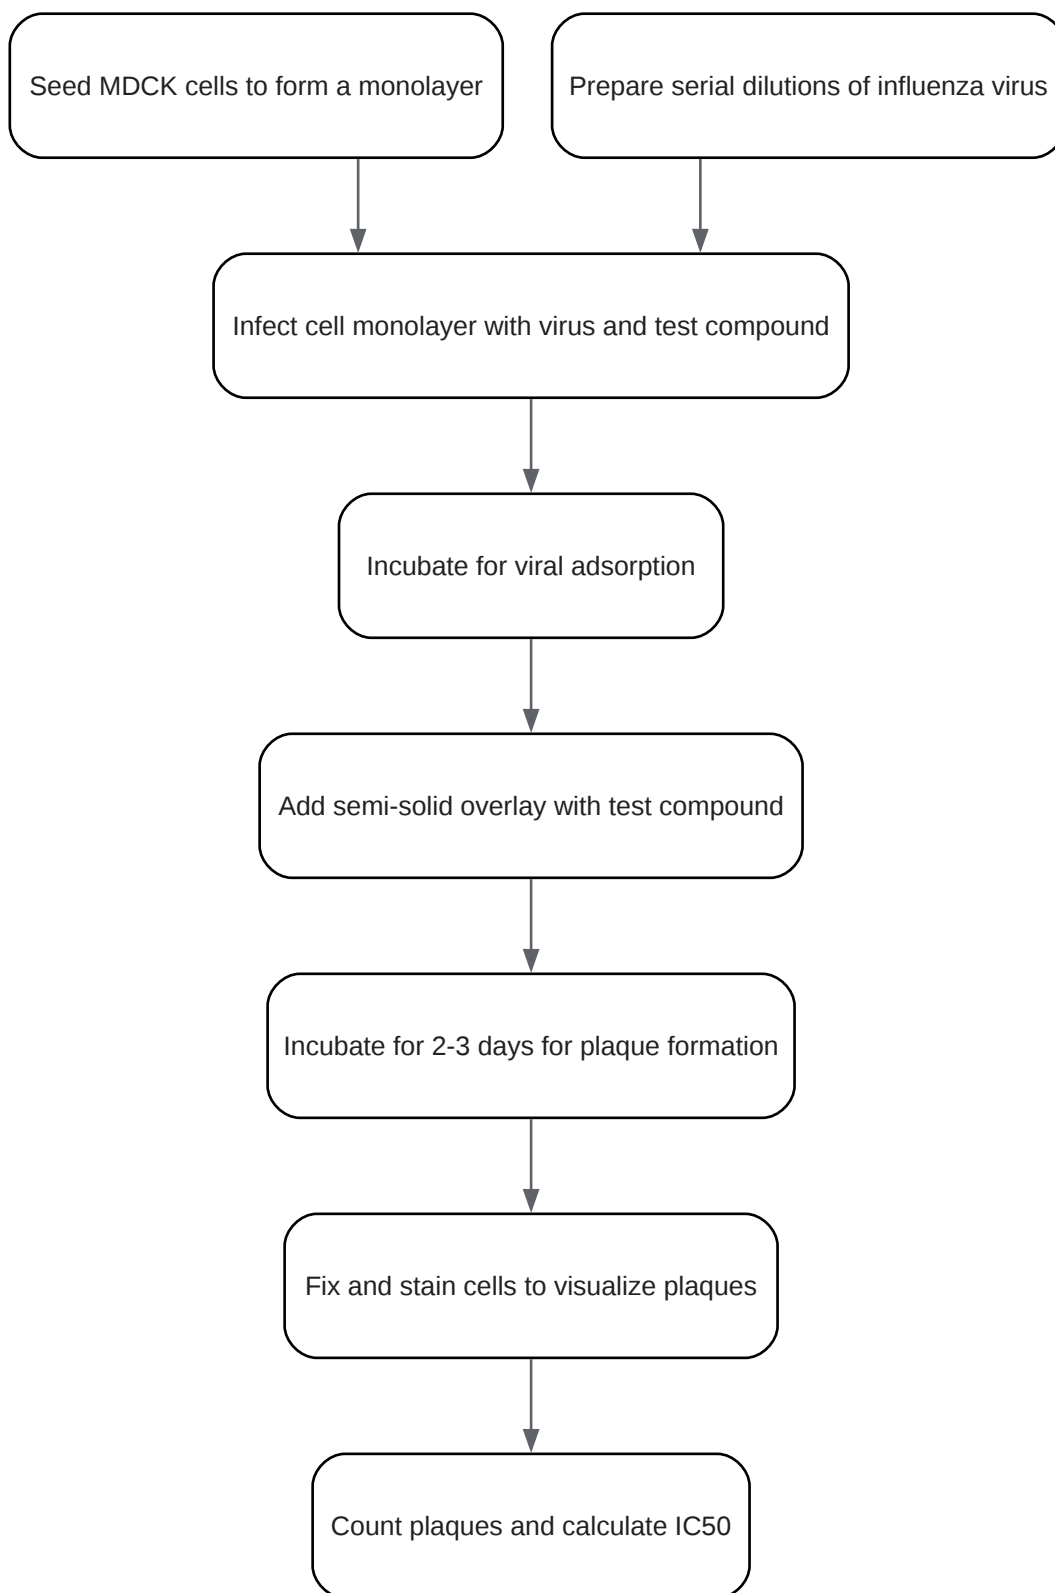 Seed MDCK cells to form a monolayer
Prepare serial dilutions of influenza virus
Infect cell monolayer with virus and test compound
Incubate for viral adsorption
Add semi-solid overlay with test compound
Incubate for 2-3 days for plaque formation
Fix and stain cells to visualize plaques
Count plaques and calculate IC50